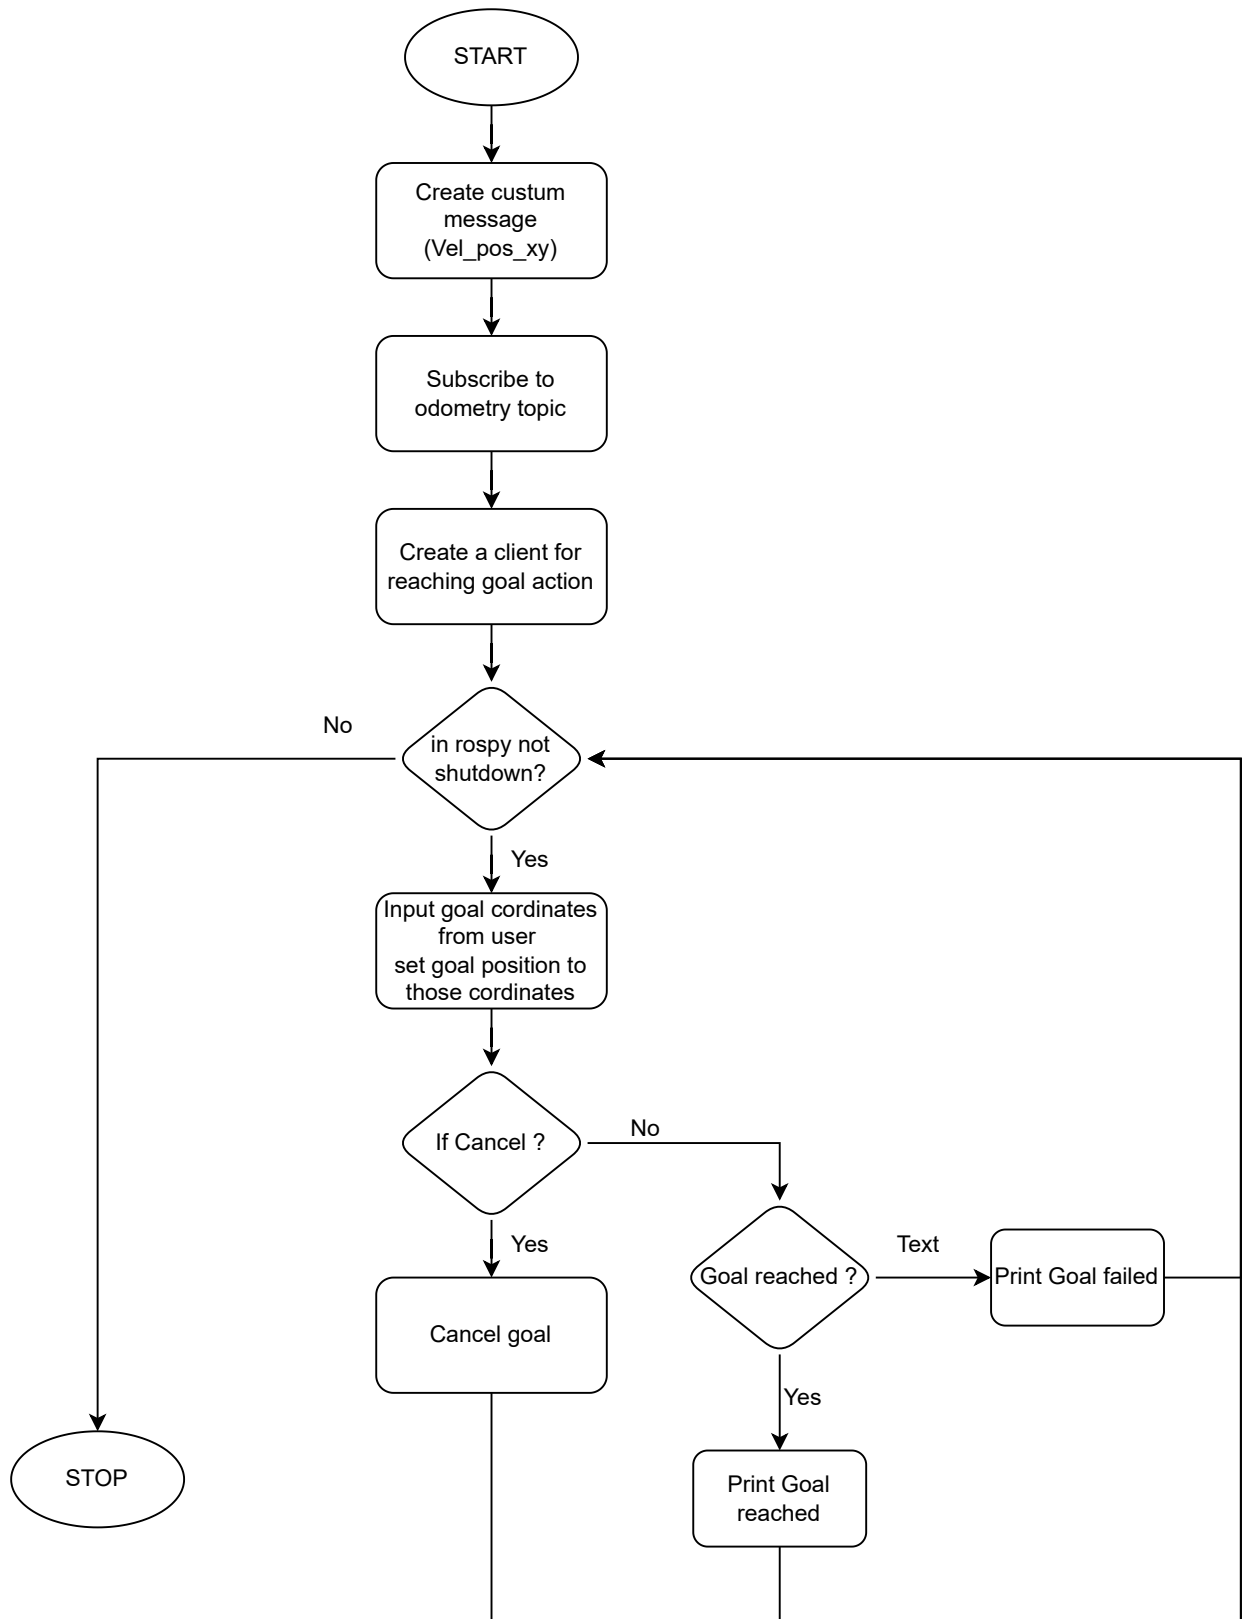 START
Create custum
message
(Vel_pos_xy)
Subscribe to
odometry topic
Create a client for
reaching goal action
No
in rospy not
shutdown?
Yes
Input goal cordinates
from user
set goal position to
those cordinates
If Cancel ?
No
Yes
Text
Goal reached ?
Print Goal failed
Cancel goal
Yes
STOP
Print Goal
reached